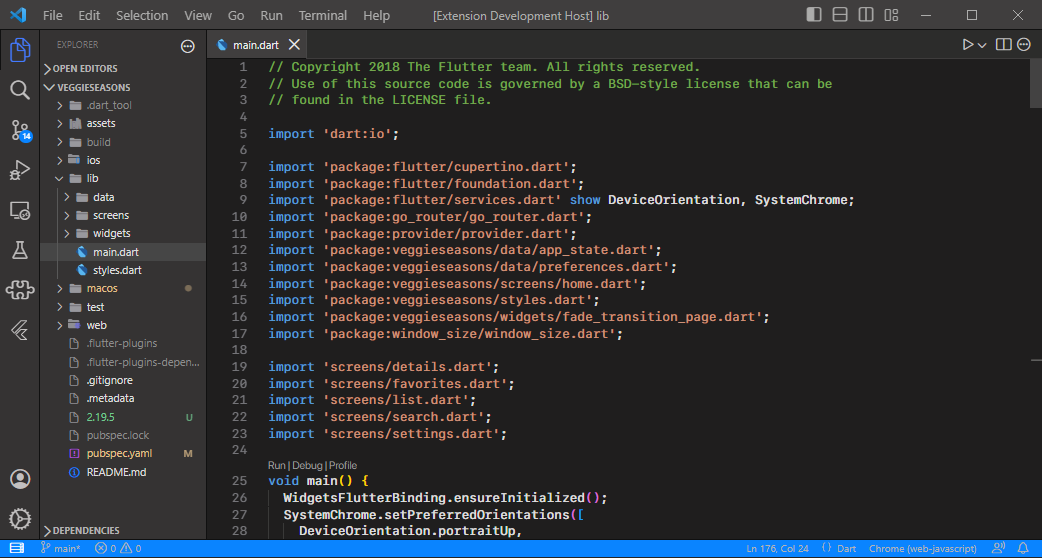 File Edit Selection View Go Run Terminal Help [Extension Development Host] lib
EXPLORER
OPEN EDITORS
VEGGIESEASONS
.dart_tool
assets
build
ios
lib
data
screens
widgets
main.dart
styles.dart
macos
test
web
.flutter-plugins
.flutter-plugins-depen...
.gitignore
.metadata
2.19.5 U
pubspec.lock
pubspec.yaml M
README.md
DEPENDENCIES
14
main.dart
1 // Copyright 2018 The Flutter team. All rights reserved.
2 // Use of this source code is governed by a BSD-style license that can be
3 // found in the LICENSE file.
4
5 import 'dart:io';
6
7 import 'package:flutter/cupertino.dart';
8 import 'package:flutter/foundation.dart';
9 import 'package:flutter/services.dart' show DeviceOrientation, SystemChrome;
10 import 'package:go_router/go_router.dart';
11 import 'package:provider/provider.dart';
12 import 'package:veggieseasons/data/app_state.dart';
13 import 'package:veggieseasons/data/preferences.dart';
14 import 'package:veggieseasons/screens/home.dart';
15 import 'package:veggieseasons/styles.dart';
16 import 'package:veggieseasons/widgets/fade_transition_page.dart';
17 import 'package:window_size/window_size.dart';
18
19 import 'screens/details.dart';
20 import 'screens/favorites.dart';
21 import 'screens/list.dart';
22 import 'screens/search.dart';
23 import 'screens/settings.dart';
24
Run | Debug | Profile
25 void main() {
26 WidgetsFlutterBinding.ensureInitialized();
27 SystemChrome.setPreferredOrientations([
28 DeviceOrientation.portraitUp,
main* 0 0 Ln 176, Col 24 {} Dart Chrome (web-javascript)